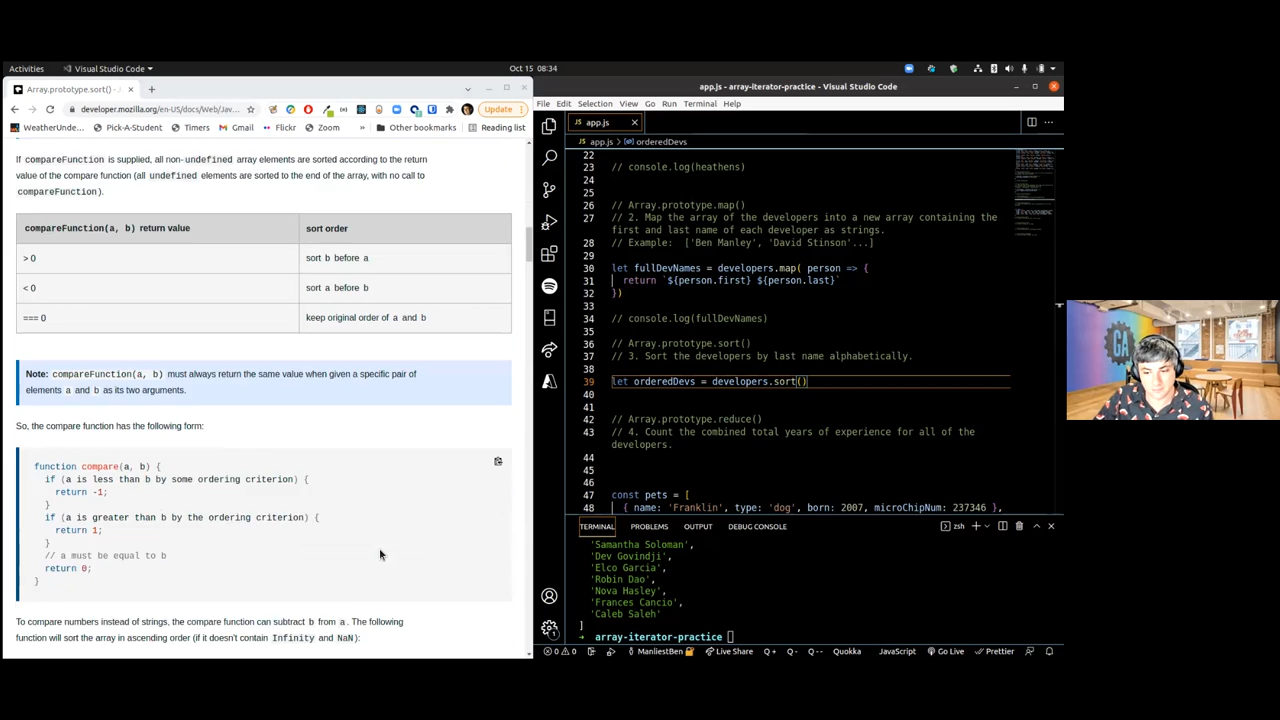 Activities
Visual Studio Code
Oct 15 08:34
Array.prototype.sort() - J
developer.mozilla.org/en-US/docs/Web/Jav...
Update
WeatherUnde...
Pick-A-Student
Timers
Gmail
Flickr
Zoom
Other bookmarks
Reading list
If compareFunction is supplied, all non-undefined array elements are sorted according to the return
value of the compare function (all undefined elements are sorted to the end of the array, with no call to
compareFunction).
compareFunction(a, b) return value
sort order
> 0
sort b before a
< 0
sort a before b
=== 0
keep original order of a and b
Note: compareFunction(a, b) must always return the same value when given a specific pair of
elements a and b as its two arguments.
So, the compare function has the following form:
function compare(a, b) {
if (a is less than b by some ordering criterion) {
return -1;
}
if (a is greater than b by the ordering criterion) {
return 1;
}
// a must be equal to b
return 0;
}
To compare numbers instead of strings, the compare function can subtract b from a. The following
function will sort the array in ascending order (if it doesn't contain Infinity and NaN):
app.js - array-iterator-practice - Visual Studio Code
File Edit Selection View Go Run Terminal Help
app.js
app.js > orderedDevs
22
23 // console.log(heathens)
24
25
26 // Array.prototype.map()
27 // 2. Map the array of the developers into a new array containing the
first and last name of each developer as strings.
28 // Example: ['Ben Manley', 'David Stinson'...]
29
30 let fullDevNames = developers.map( person => {
31 return `${person.first} ${person.last}`
32 })
33
34 // console.log(fullDevNames)
35
36 // Array.prototype.sort()
37 // 3. Sort the developers by last name alphabetically.
38
39 let orderedDevs = developers.sort()
40
41
42 // Array.prototype.reduce()
43 // 4. Count the combined total years of experience for all of the
developers.
44
45
46
47 const pets = [
48 { name: 'Franklin', type: 'dog', born: 2007, microChipNum: 237346 },
TERMINAL PROBLEMS OUTPUT DEBUG CONSOLE
zsh
'Samantha Soloman',
'Dev Govindji',
'Elco Garcia',
'Robin Dao',
'Nova Hasley',
'Frances Cancio',
'Caleb Saleh'
]
→ array-iterator-practice
0 0
ManliestBen
Live Share
Q +
Q -
Q --
Quokka
JavaScript
Go Live
Prettier
GA